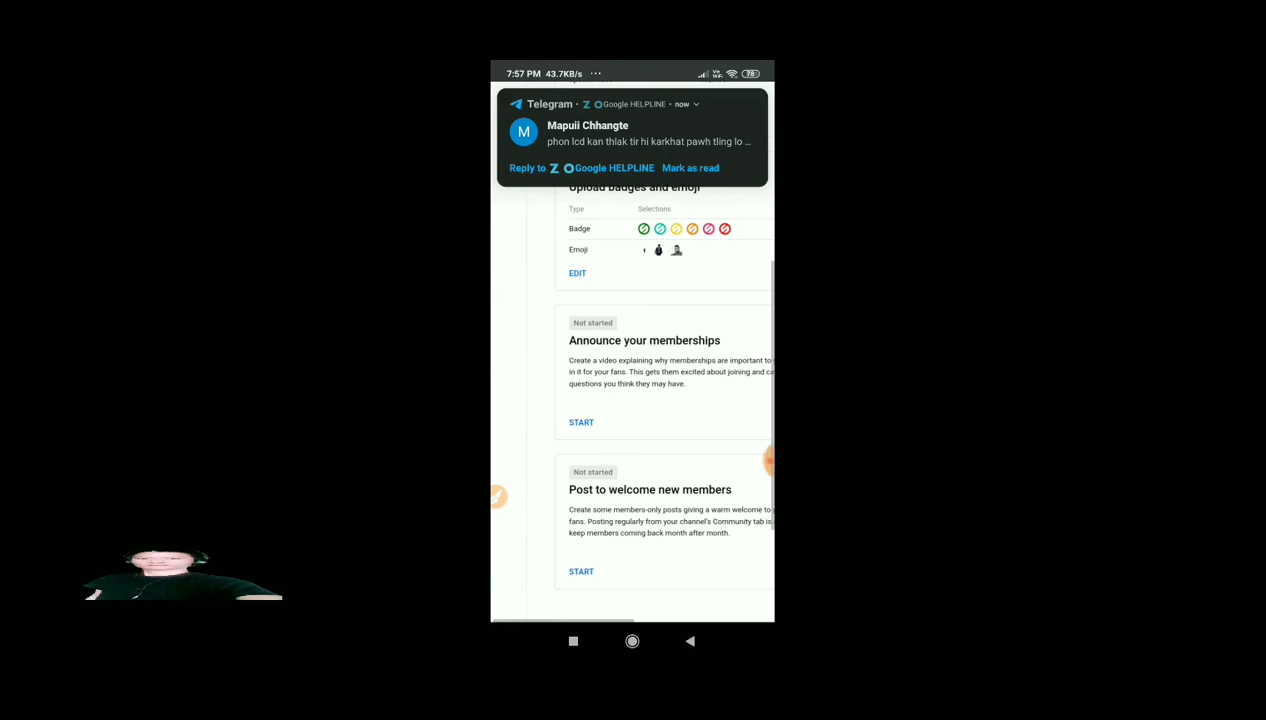 7:57 PM 43.7KB/s ...
78
Telegram • Google HELPLINE • now
M
Mapuii Chhangte
phon lcd kan thlak tir hi karkhat pawh tling lo ...
Reply to Google HELPLINE Mark as read
Upload badges and emoji
Type Selections
Badge
Emoji
EDIT
Not started
Announce your memberships
Create a video explaining why memberships are important to
in it for your fans. This gets them excited about joining and ca
questions you think they may have.
START
Not started
Post to welcome new members
Create some members-only posts giving a warm welcome to
fans. Posting regularly from your channel's Community tab is
keep members coming back month after month.
START